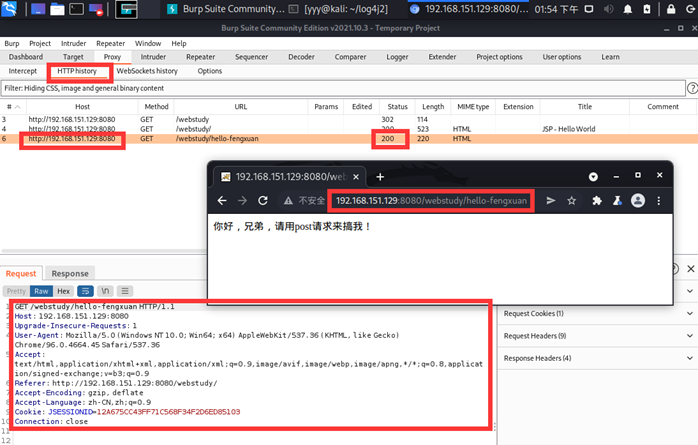 Burp Suite Communi...
[yyy@kali: ~/log4j2]
192.168.151.129:8080/...
01:54 下午
Burp Suite Community Edition v2021.10.3 - Temporary Project
Burp Project Intruder Repeater Window Help
Dashboard Target Proxy Intruder Repeater Sequencer Decoder Comparer Logger Extender Project options User options Learn
Intercept HTTP history WebSockets history Options
Filter: Hiding CSS, image and general binary content
# Host Method URL Params Edited Status Length MIME type Extension Title Comment
3 http://192.168.151.129:8080 GET /webstudy 302 114
4 http://192.168.151.129:8080 GET /webstudy/ 200 523 HTML JSP - Hello World
6 http://192.168.151.129:8080 GET /webstudy/hello-fengxuan 200 220 HTML
192.168.151.129:8080/web
不安全 192.168.151.129:8080/webstudy/hello-fengxuan
你好，兄弟，请用post请求来搞我！
Request Response
Pretty Raw Hex \n
1 GET /webstudy/hello-fengxuan HTTP/1.1
2 Host: 192.168.151.129:8080
3 Upgrade-Insecure-Requests: 1
4 User-Agent: Mozilla/5.0 (Windows NT 10.0; Win64; x64) AppleWebKit/537.36 (KHTML, like Gecko)
Chrome/96.0.4664.45 Safari/537.36
5 Accept:
text/html,application/xhtml+xml,application/xml;q=0.9,image/avif,image/webp,image/apng,*/*;q=0.8,applicat
ion/signed-exchange;v=b3;q=0.9
6 Referer: http://192.168.151.129:8080/webstudy/
7 Accept-Encoding: gzip, deflate
8 Accept-Language: zh-CN,zh;q=0.9
9 Cookie: JSESSIONID=12A675CC43FF71C568F34F2D6ED85103
10 Connection: close
11
12
Request Cookies (1)
Request Headers (9)
Response Headers (4)